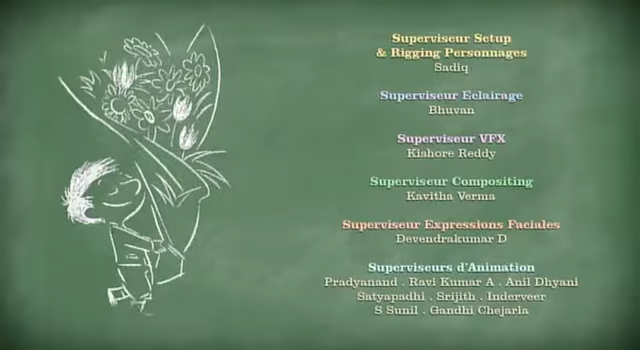 Superviseur Setup
& Rigging Personnages
Sadiq
Superviseur Eclairage
Bhuvan
Superviseur VFX
Kishore Reddy
Superviseur Compositing
Kavitha Verma
Superviseur Expressions Faciales
Devendrakumar D
Superviseurs d'Animation
Pradyanand . Ravi Kumar A . Anil Dhyani
Satyapadhi . Srijith . Inderveer
S Sunil . Gandhi Chejarla